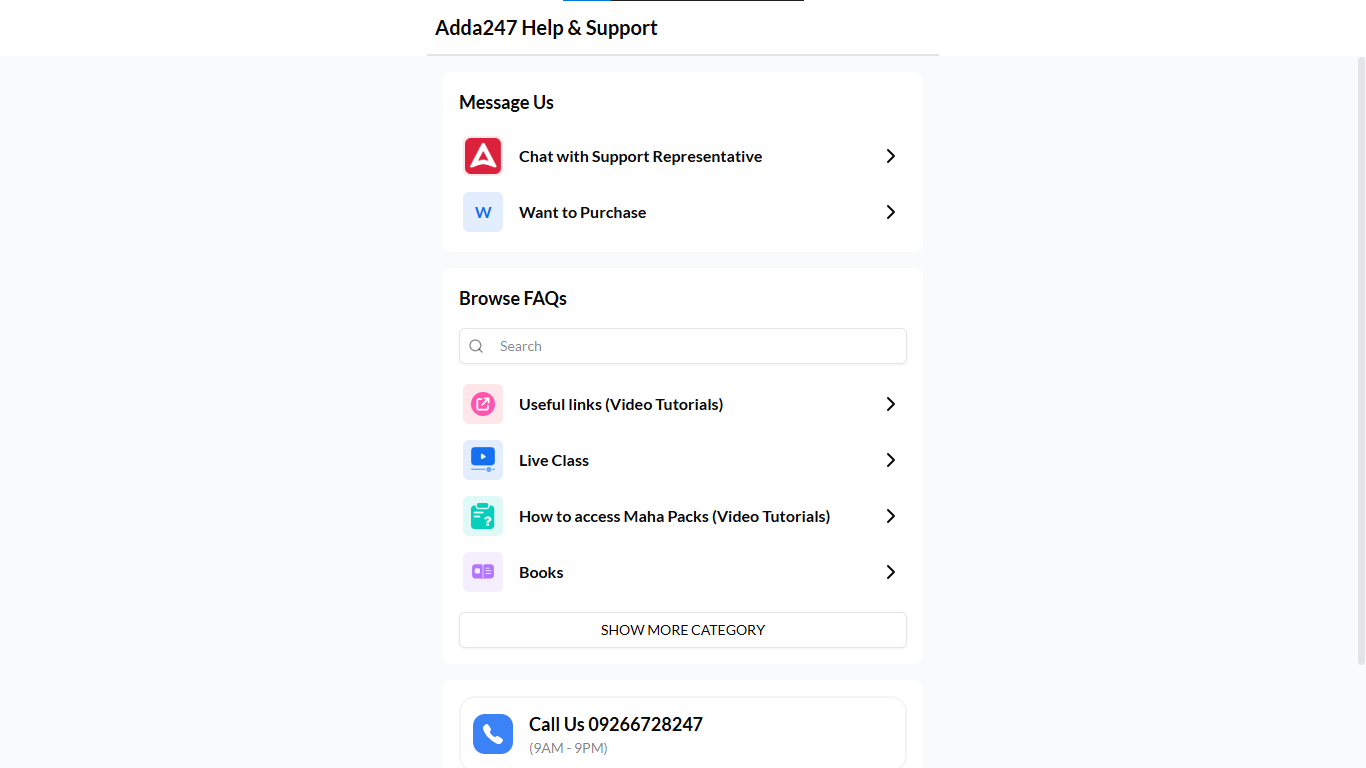 Adda247 Help & Support
Message Us
Chat with Support Representative
W
Want to Purchase
Browse FAQs
Search
Useful links (Video Tutorials)
Live Class
How to access Maha Packs (Video Tutorials)
Books
SHOW MORE CATEGORY
Call Us 09266728247
(9AM - 9PM)